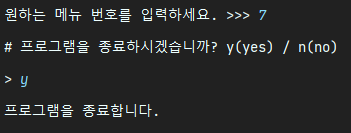 원하는 메뉴 번호를 입력하세요. >>> 7
# 프로그램을 종료하시겠습니까? y(yes) / n(no)
> y
프로그램을 종료합니다.